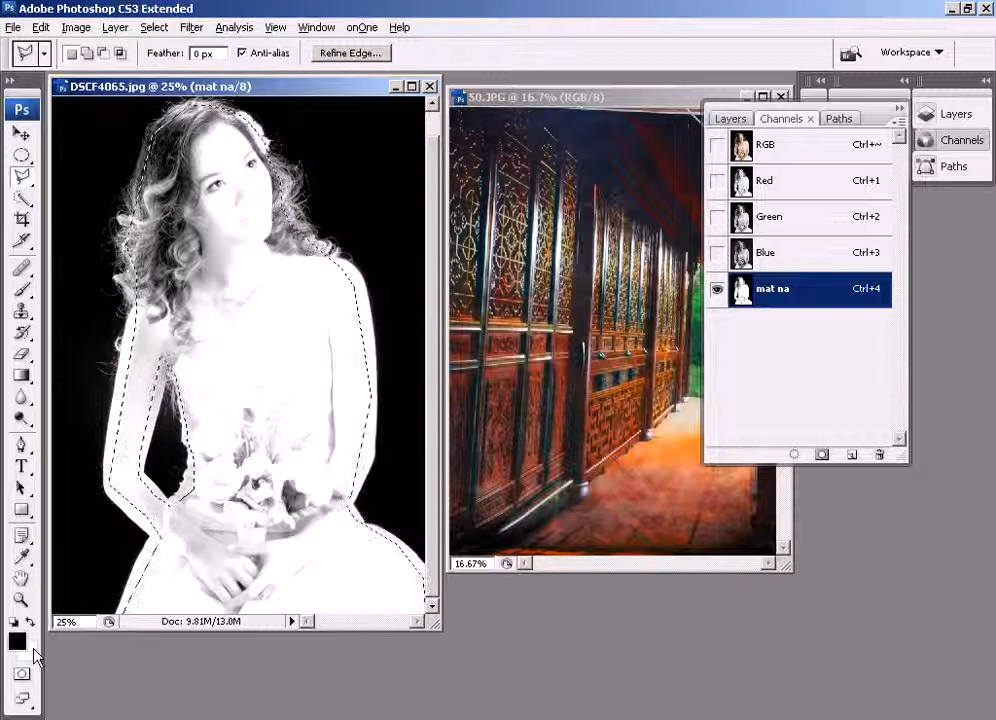 Ps Adobe Photoshop CS3 Extended
File Edit Image Layer Select Filter Analysis View Window onOne Help
Feather: 0 px Anti-alias Refine Edge... Workspace
DSCF4065.jpg @ 25% (mat na/8)
50.JPG @ 16.7% (RGB/8)
Ps
Layers Channels Paths
RGB Ctrl+~
Red Ctrl+1
Green Ctrl+2
Blue Ctrl+3
mat na Ctrl+4
Layers
Channels
Paths
T
16.67%
25% Doc: 9.81M/13.0M